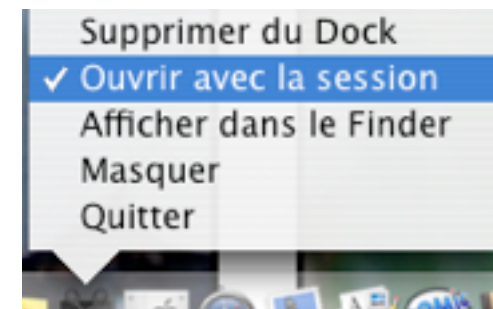 Supprimer du Dock
✓ Ouvrir avec la session
Afficher dans le Finder
Masquer
Quitter